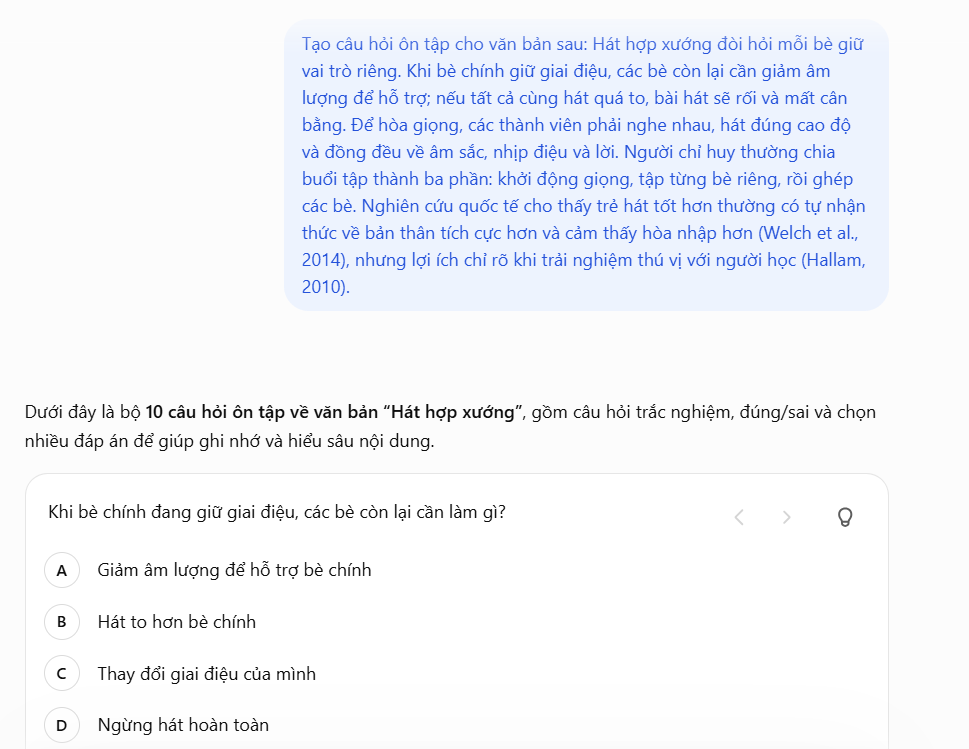 Tạo câu hỏi ôn tập cho văn bản sau: Hát hợp xướng đòi hỏi mỗi bè giữ
vai trò riêng. Khi bè chính giữ giai điệu, các bè còn lại cần giảm âm
lượng để hỗ trợ; nếu tất cả cùng hát quá to, bài hát sẽ rối và mất cân
bằng. Để hòa giọng, các thành viên phải nghe nhau, hát đúng cao độ
và đồng đều về âm sắc, nhịp điệu và lời. Người chỉ huy thường chia
buổi tập thành ba phần: khởi động giọng, tập từng bè riêng, rồi ghép
các bè. Nghiên cứu quốc tế cho thấy trẻ hát tốt hơn thường có tự nhận
thức về bản thân tích cực hơn và cảm thấy hòa nhập hơn (Welch et al.,
2014), nhưng lợi ích chỉ rõ khi trải nghiệm thú vị với người học (Hallam,
2010).
Dưới đây là bộ 10 câu hỏi ôn tập về văn bản “Hát hợp xướng”, gồm câu hỏi trắc nghiệm, đúng/sai và chọn
nhiều đáp án để giúp ghi nhớ và hiểu sâu nội dung.
Khi bè chính đang giữ giai điệu, các bè còn lại cần làm gì?
A Giảm âm lượng để hỗ trợ bè chính
B Hát to hơn bè chính
C Thay đổi giai điệu của mình
D Ngừng hát hoàn toàn